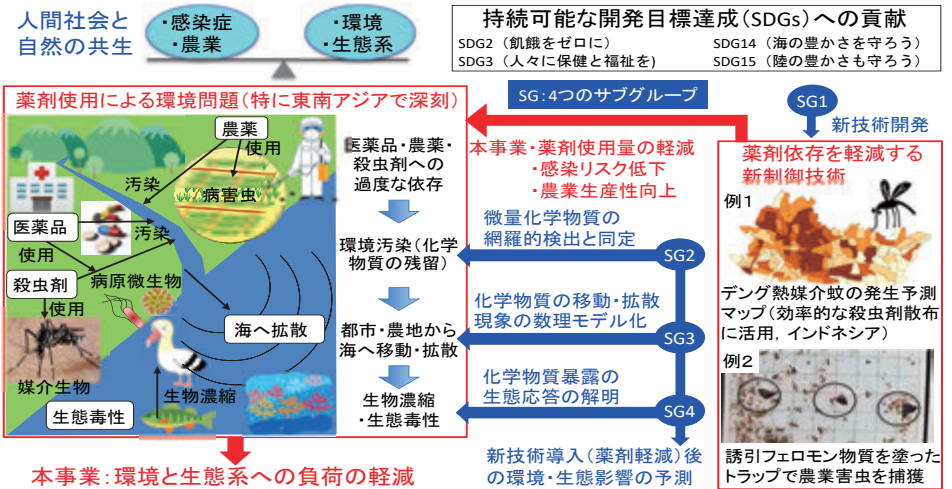 人間社会と
自然の共生
・感染症
・農業
・環境
・生態系
持続可能な開発目標達成(SDGs)への貢献
SDG2（飢餓をゼロに）
SDG14（海の豊かさを守ろう）
SDG3（人々に保健と福祉を)
SDG15（陸の豊かさも守ろう）
薬剤使用による環境問題(特に東南アジアで深刻)
農薬
使用
病害虫
汚染
医薬品
汚染
使用
病原微生物
殺虫剤
使用
海へ拡散
媒介生物
生物濃縮
生態毒性
医薬品・農薬・
殺虫剤への
過度な依存
環境汚染(化学
物質の残留)
都市・農地から
海へ移動・拡散
生物濃縮
・生態毒性
本事業：環境と生態系への負荷の軽減
SG：4つのサブグループ
本事業・薬剤使用量の軽減
・感染リスク低下
・農業生産性向上
微量化学物質の
網羅的検出と同定
SG2
化学物質の移動・拡散
現象の数理モデル化
SG3
化学物質暴露の
生態応答の解明
SG4
新技術導入(薬剤軽減)後
の環境・生態影響の予測
SG1
新技術開発
薬剤依存を軽減する
新制御技術
例1
デング熱媒介蚊の発生予測
マップ(効率的な殺虫剤散布
に活用，インドネシア)
例2
誘引フェロモン物質を塗った
トラップで農業害虫を捕獲